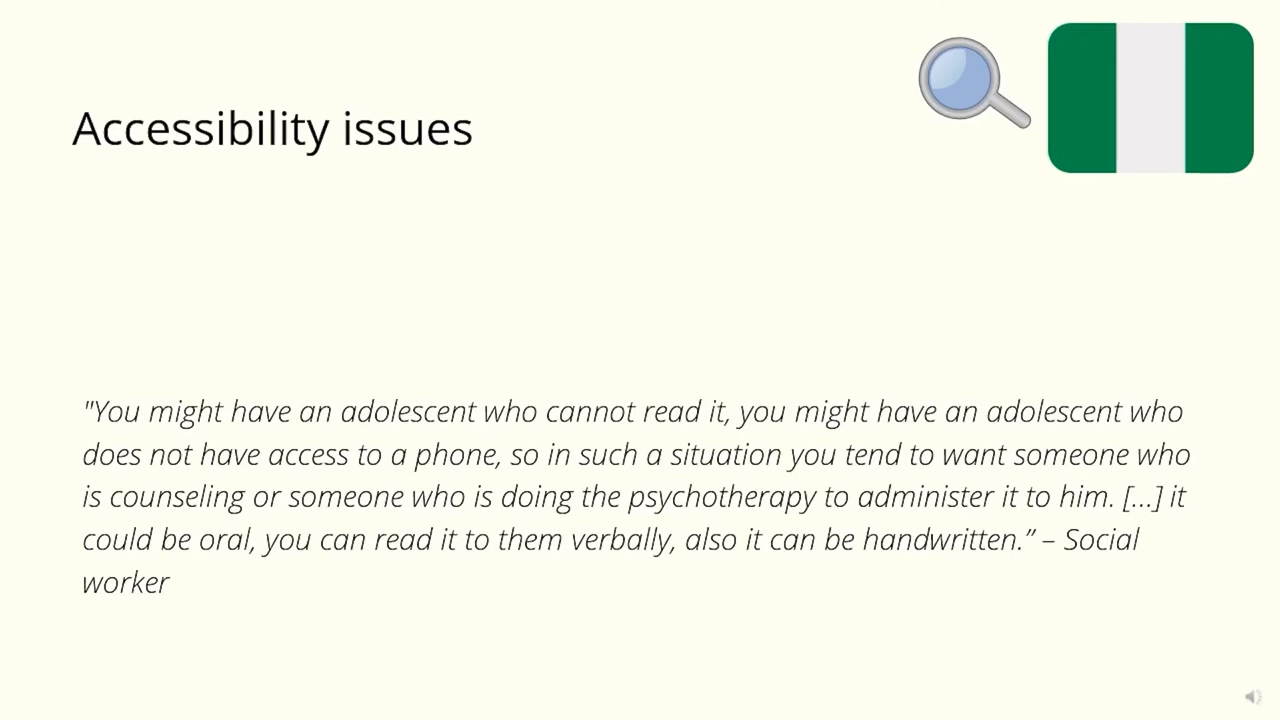 Accessibility issues
"You might have an adolescent who cannot read it, you might have an adolescent who
does not have access to a phone, so in such a situation you tend to want someone who
is counseling or someone who is doing the psychotherapy to administer it to him. [...] it
could be oral, you can read it to them verbally, also it can be handwritten.” – Social
worker